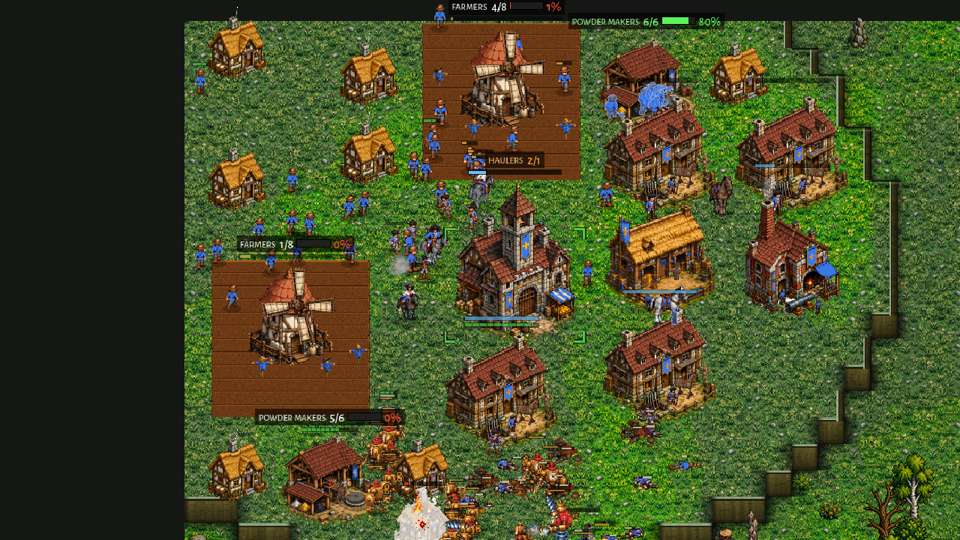 FARMERS 4/8 1%
POWDER MAKERS 6/6 80%
HAULERS 2/1
FARMERS 1/8 0%
POWDER MAKERS 5/6 0%